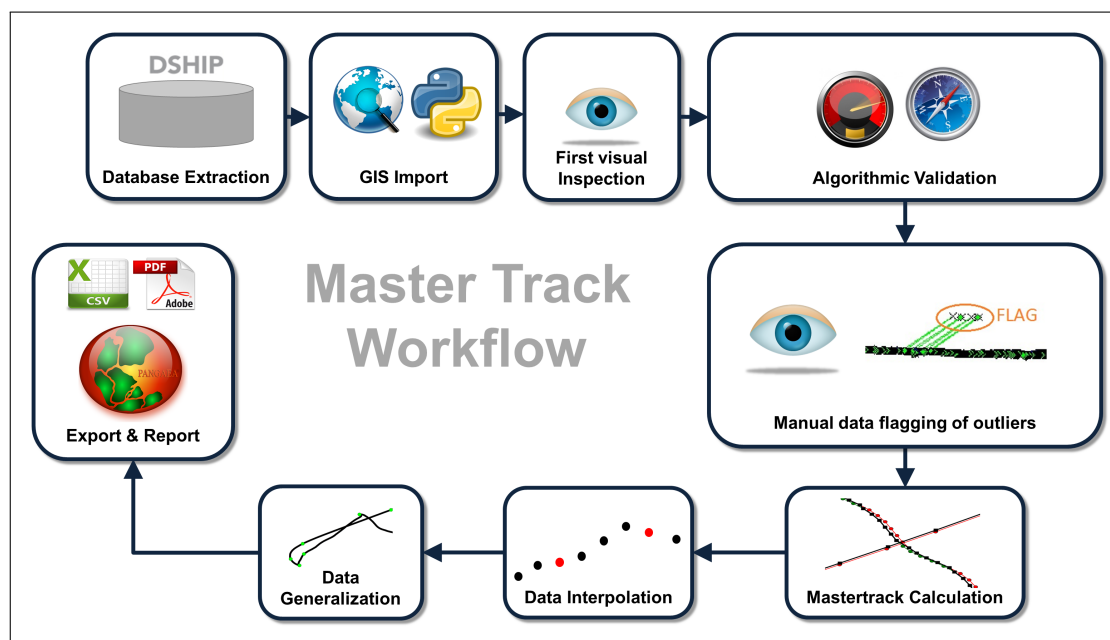 DSHIP
Database Extraction
GIS Import
First visual
Inspection
N
S
Algorithmic Validation
Master Track
Workflow
FLAG
Manual data flagging of outliers
Mastertrack Calculation
Data Interpolation
Data
Generalization
X
CSV
PDF
Adobe
PANGAEA
Export & Report